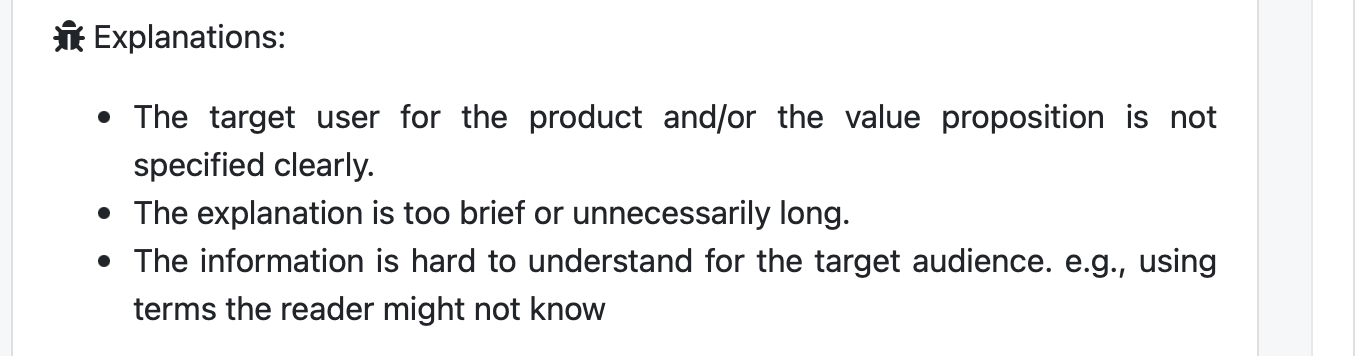 Explanations:
The target user for the product and/or the value proposition is not
specified clearly.
The explanation is too brief or unnecessarily long.
The information is hard to understand for the target audience. e.g., using
terms the reader might not know